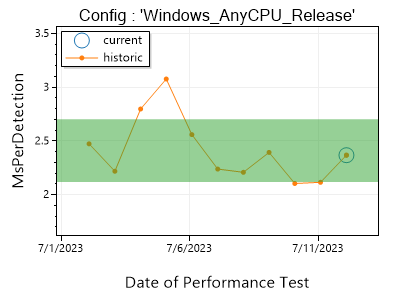 Config : 'Windows_AnyCPU_Release'
current
historic
3.5
3
2.5
2
MsPerDetection
7/1/2023
7/6/2023
7/11/2023
Date of Performance Test